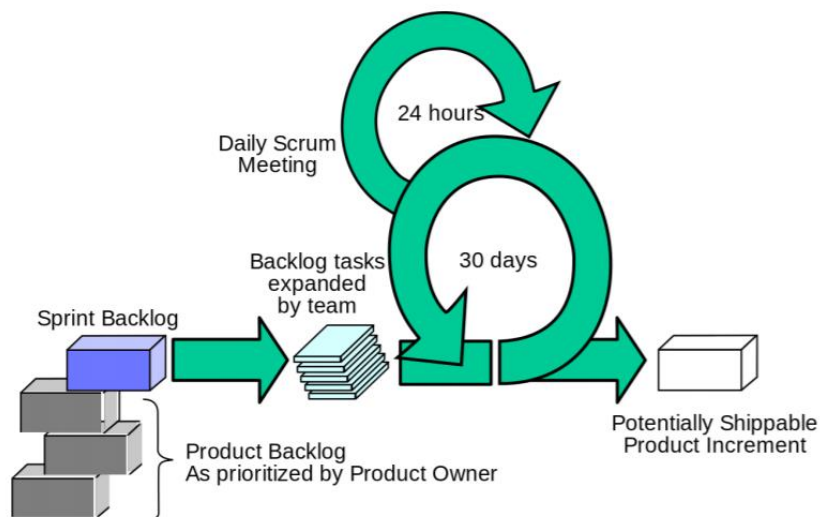 24 hours
Daily Scrum
Meeting
30 days
Backlog tasks
expanded
by team
Sprint Backlog
Potentially Shippable
Product Increment
Product Backlog
As prioritized by Product Owner